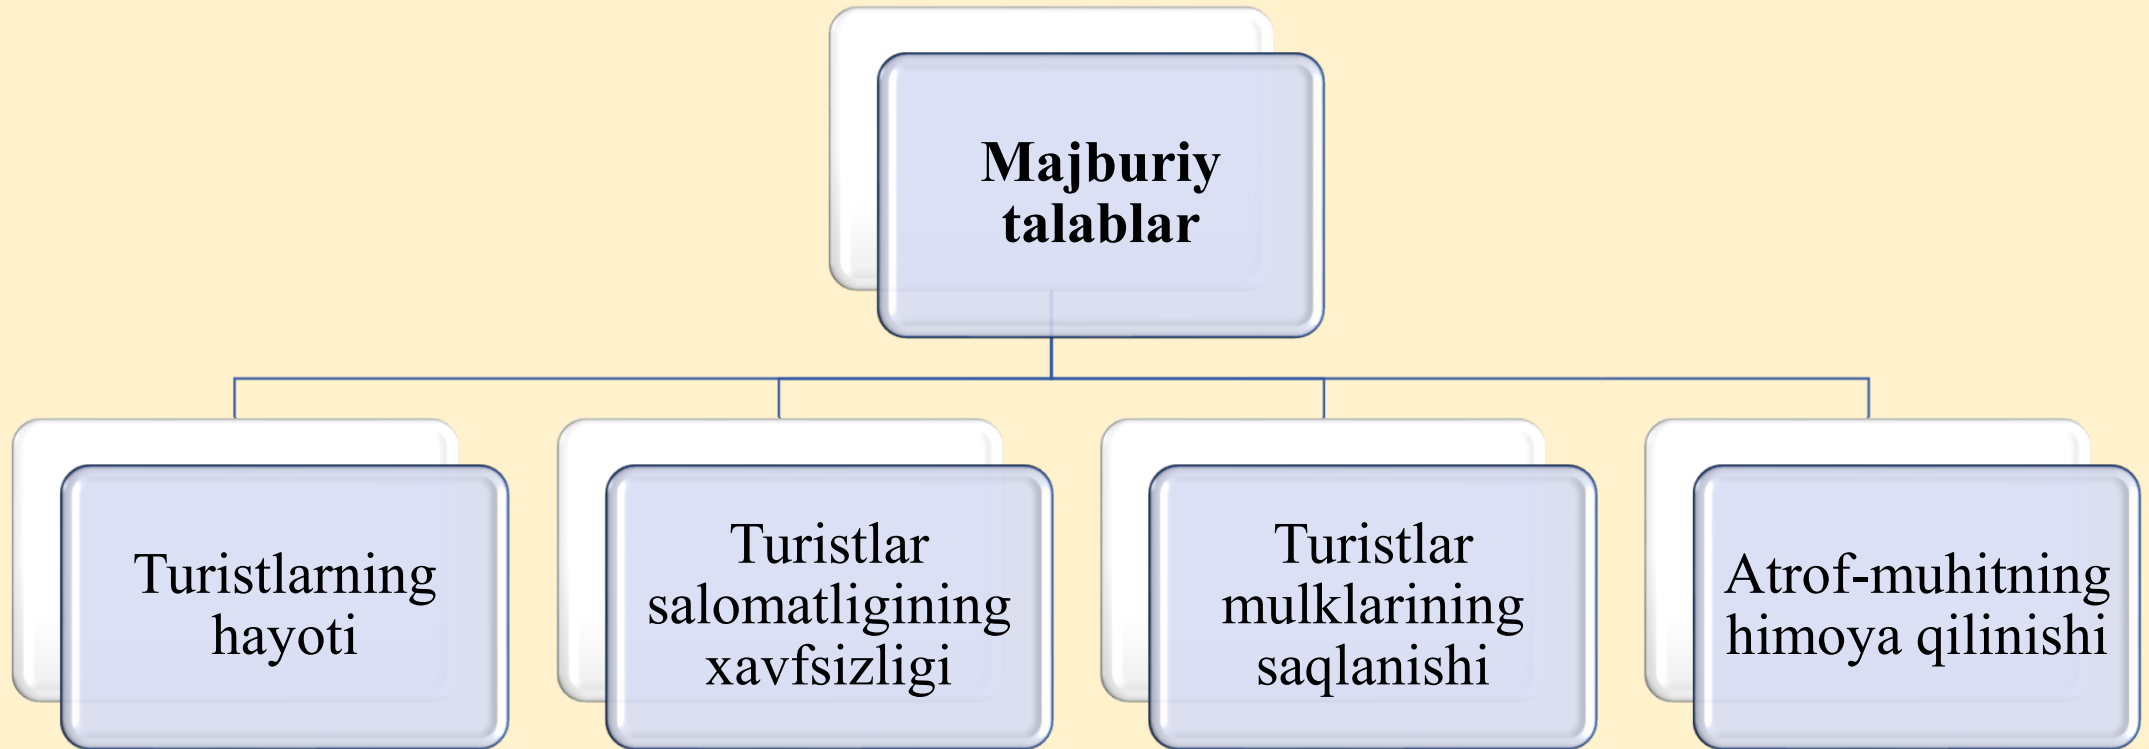 Majburiy
talablar
Turistlarning
hayoti
Turistlar
salomatligining
xavfsizligi
Turistlar
mulklarining
saqlanishi
Atrof-muhitning
himoya qilinishi